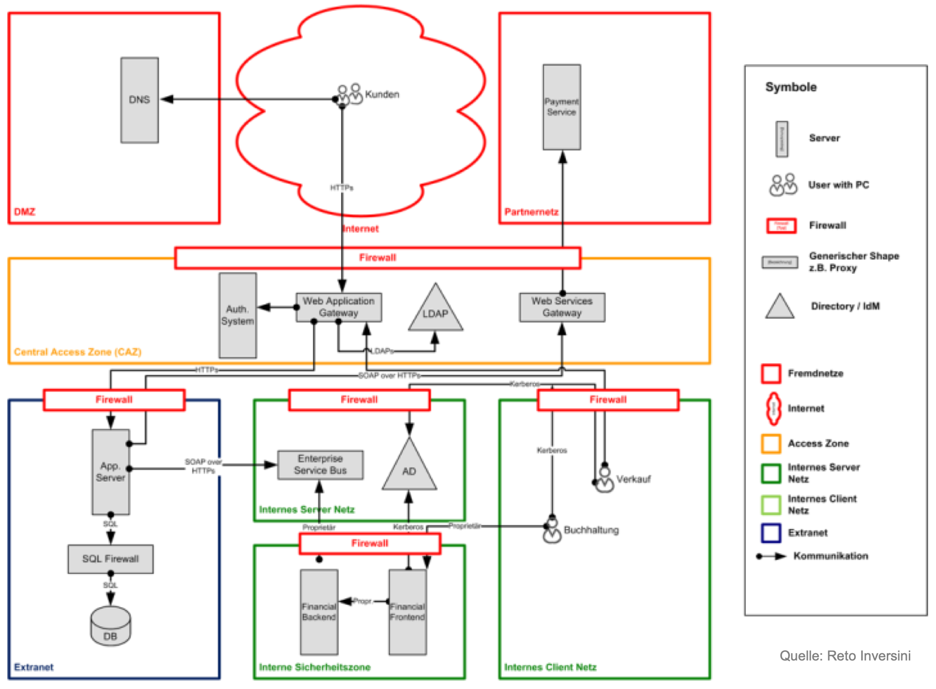 DNS
DMZ
Kunden
HTTPs
Internet
Payment
Service
Partnernetz
Firewall
Auth.
System
Web Application
Gateway
LDAP
LDAPs
Web Services
Gateway
Central Access Zone (CAZ)
HTTPs
SOAP over HTTPs
Kerberos
Firewall
Firewall
Firewall
App.
Server
SOAP over
HTTPs
SQL
SQL Firewall
SQL
DB
Extranet
Enterprise
Service Bus
AD
Internes Server Netz
Proprietär
Kerberos
Proprietär
Firewall
Financial
Backend
Propr.
Financial
Frontend
Interne Sicherheitszone
Kerberos
Verkauf
Buchhaltung
Internes Client Netz
Symbole
Server
User with PC
Firewall
Generischer Shape
z.B. Proxy
Directory / IdM
Fremdnetze
Internet
Access Zone
Internes Server
Netz
Internes Client
Netz
Extranet
Kommunikation
Quelle: Reto Inversini